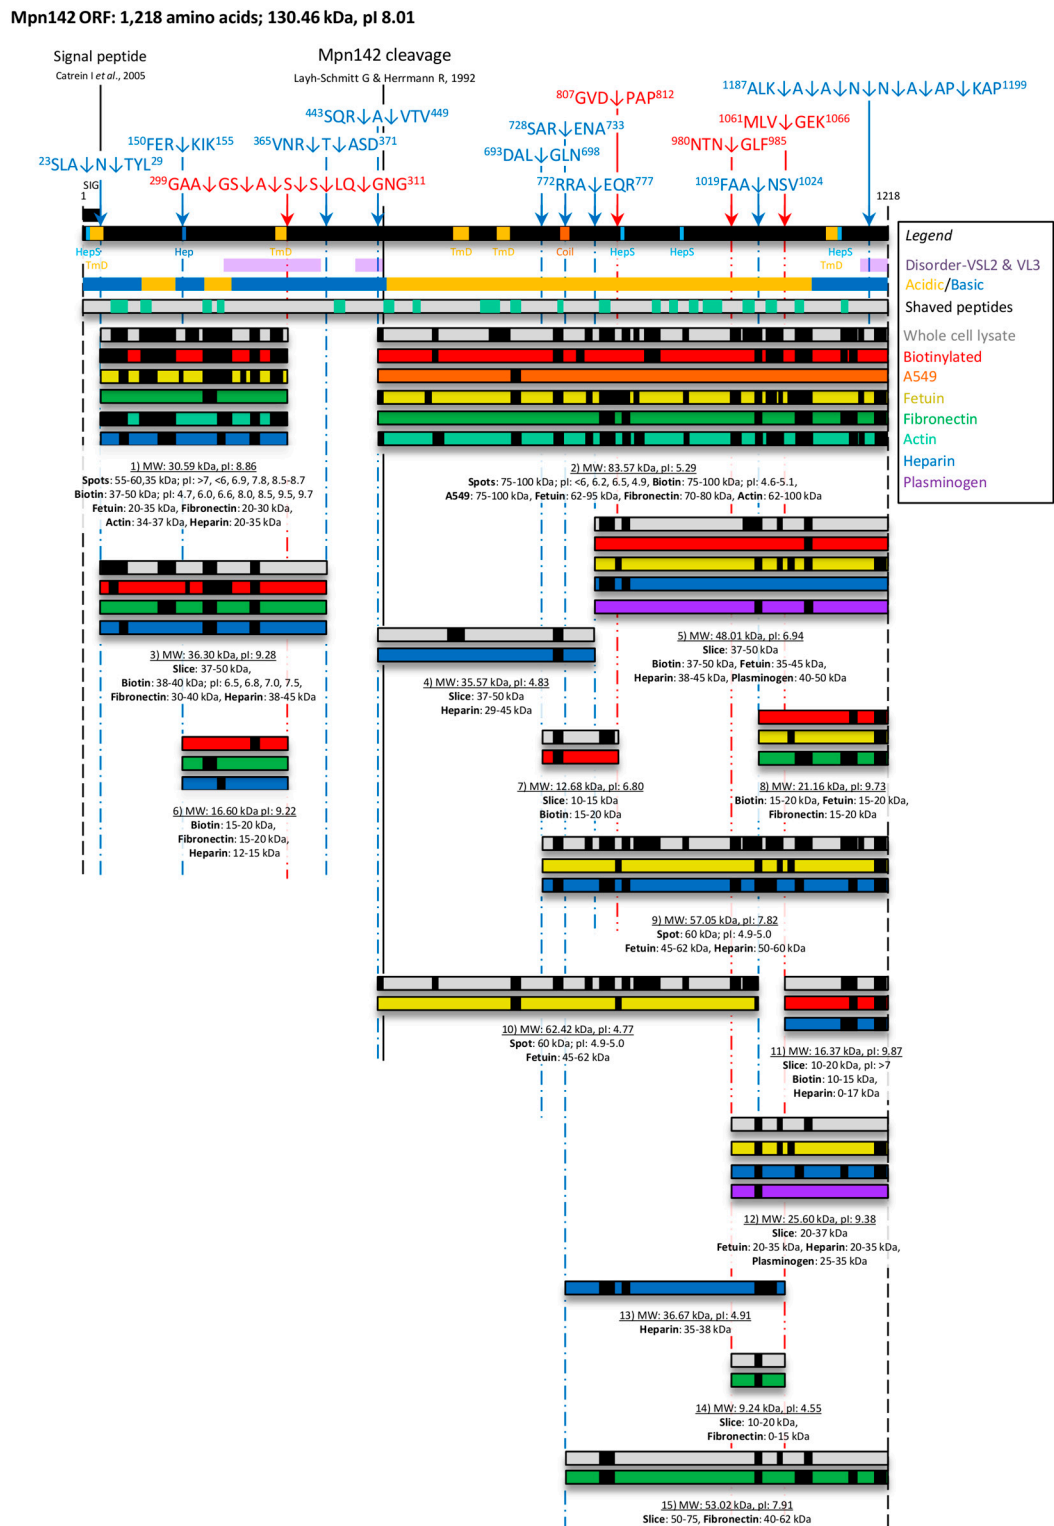 Mpn142 ORF: 1,218 amino acids; 130.46 kDa, pI 8.01
Signal peptide
Catrein I et al., 2005
Mpn142 cleavage
Layh-Schmitt G & Herrmann R, 1992
1187ALK↓A↓A↓N↓N↓A↓AP↓KAP1199
807GVD↓PAP812
443SQR↓A↓VTV449
1061MLV↓GEK1066
728SAR↓ENA733
150FER↓KIK155
365VNR↓T↓ASD371
980NTN↓GLF985
693DAL↓GLN698
23SLA↓N↓TYL29
299GAA↓GS↓A↓S↓S↓LQ↓GNG311
772RRA↓EQR777
1019FAA↓NSV1024
SIG
1
1218
HepS
Hep
TmD
TmD
TmD
Coil
HepS
HepS
HepS
TmD
TmD
Legend
Disorder-VSL2 & VL3
Acidic/Basic
Shaved peptides
Whole cell lysate
Biotinylated
A549
Fetuin
Fibronectin
Actin
Heparin
Plasminogen
1) MW: 30.59 kDa, pI: 8.86
Spots: 55-60,35 kDa; pI: >7, <6, 6.9, 7.8, 8.5-8.7
Biotin: 37-50 kDa; pI: 4.7, 6.0, 6.6, 8.0, 8.5, 9.5, 9.7
Fetuin: 20-35 kDa, Fibronectin: 20-30 kDa,
Actin: 34-37 kDa, Heparin: 20-35 kDa
2) MW: 83.57 kDa, pI: 5.29
Spots: 75-100 kDa; pI: <6, 6.2, 6.5, 4.9, Biotin: 75-100 kDa; pI: 4.6-5.1,
A549: 75-100 kDa, Fetuin: 62-95 kDa, Fibronectin: 70-80 kDa, Actin: 62-100 kDa
3) MW: 36.30 kDa, pI: 9.28
Slice: 37-50 kDa,
Biotin: 38-40 kDa; pI: 6.5, 6.8, 7.0, 7.5,
Fibronectin: 30-40 kDa, Heparin: 38-45 kDa
5) MW: 48.01 kDa, pI: 6.94
Slice: 37-50 kDa
Biotin: 37-50 kDa, Fetuin: 35-45 kDa,
Heparin: 38-45 kDa, Plasminogen: 40-50 kDa
4) MW: 35.57 kDa, pI: 4.83
Slice: 37-50 kDa
Heparin: 29-45 kDa
6) MW: 16.60 kDa pI: 9.22
Biotin: 15-20 kDa,
Fibronectin: 15-20 kDa,
Heparin: 12-15 kDa
7) MW: 12.68 kDa, pI: 6.80
Slice: 10-15 kDa
Biotin: 15-20 kDa
8) MW: 21.16 kDa, pI: 9.73
Biotin: 15-20 kDa, Fetuin: 15-20 kDa,
Fibronectin: 15-20 kDa
9) MW: 57.05 kDa, pI: 7.82
Spot: 60 kDa; pI: 4.9-5.0
Fetuin: 45-62 kDa, Heparin: 50-60 kDa
10) MW: 62.42 kDa, pI: 4.77
Spot: 60 kDa; pI: 4.9-5.0
Fetuin: 45-62 kDa
11) MW: 16.37 kDa, pI: 9.87
Slice: 10-20 kDa, pI: >7
Biotin: 10-15 kDa,
Heparin: 0-17 kDa
12) MW: 25.60 kDa, pI: 9.38
Slice: 20-37 kDa
Fetuin: 20-35 kDa, Heparin: 20-35 kDa,
Plasminogen: 25-35 kDa
13) MW: 36.67 kDa, pI: 4.91
Heparin: 35-38 kDa
14) MW: 9.24 kDa, pI: 4.55
Slice: 10-20 kDa,
Fibronectin: 0-15 kDa
15) MW: 53.02 kDa, pI: 7.91
Slice: 50-75, Fibronectin: 40-62 kDa